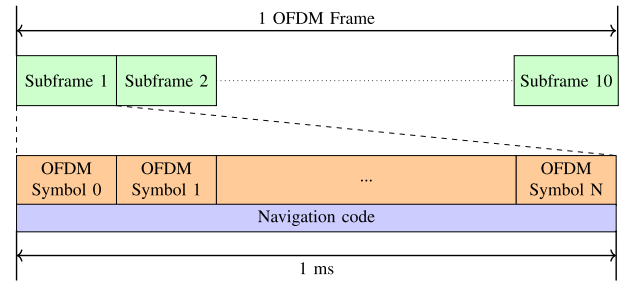 1 OFDM Frame
Subframe 1
Subframe 2
Subframe 10
OFDM
Symbol 0
OFDM
Symbol 1
...
OFDM
Symbol N
Navigation code
1 ms